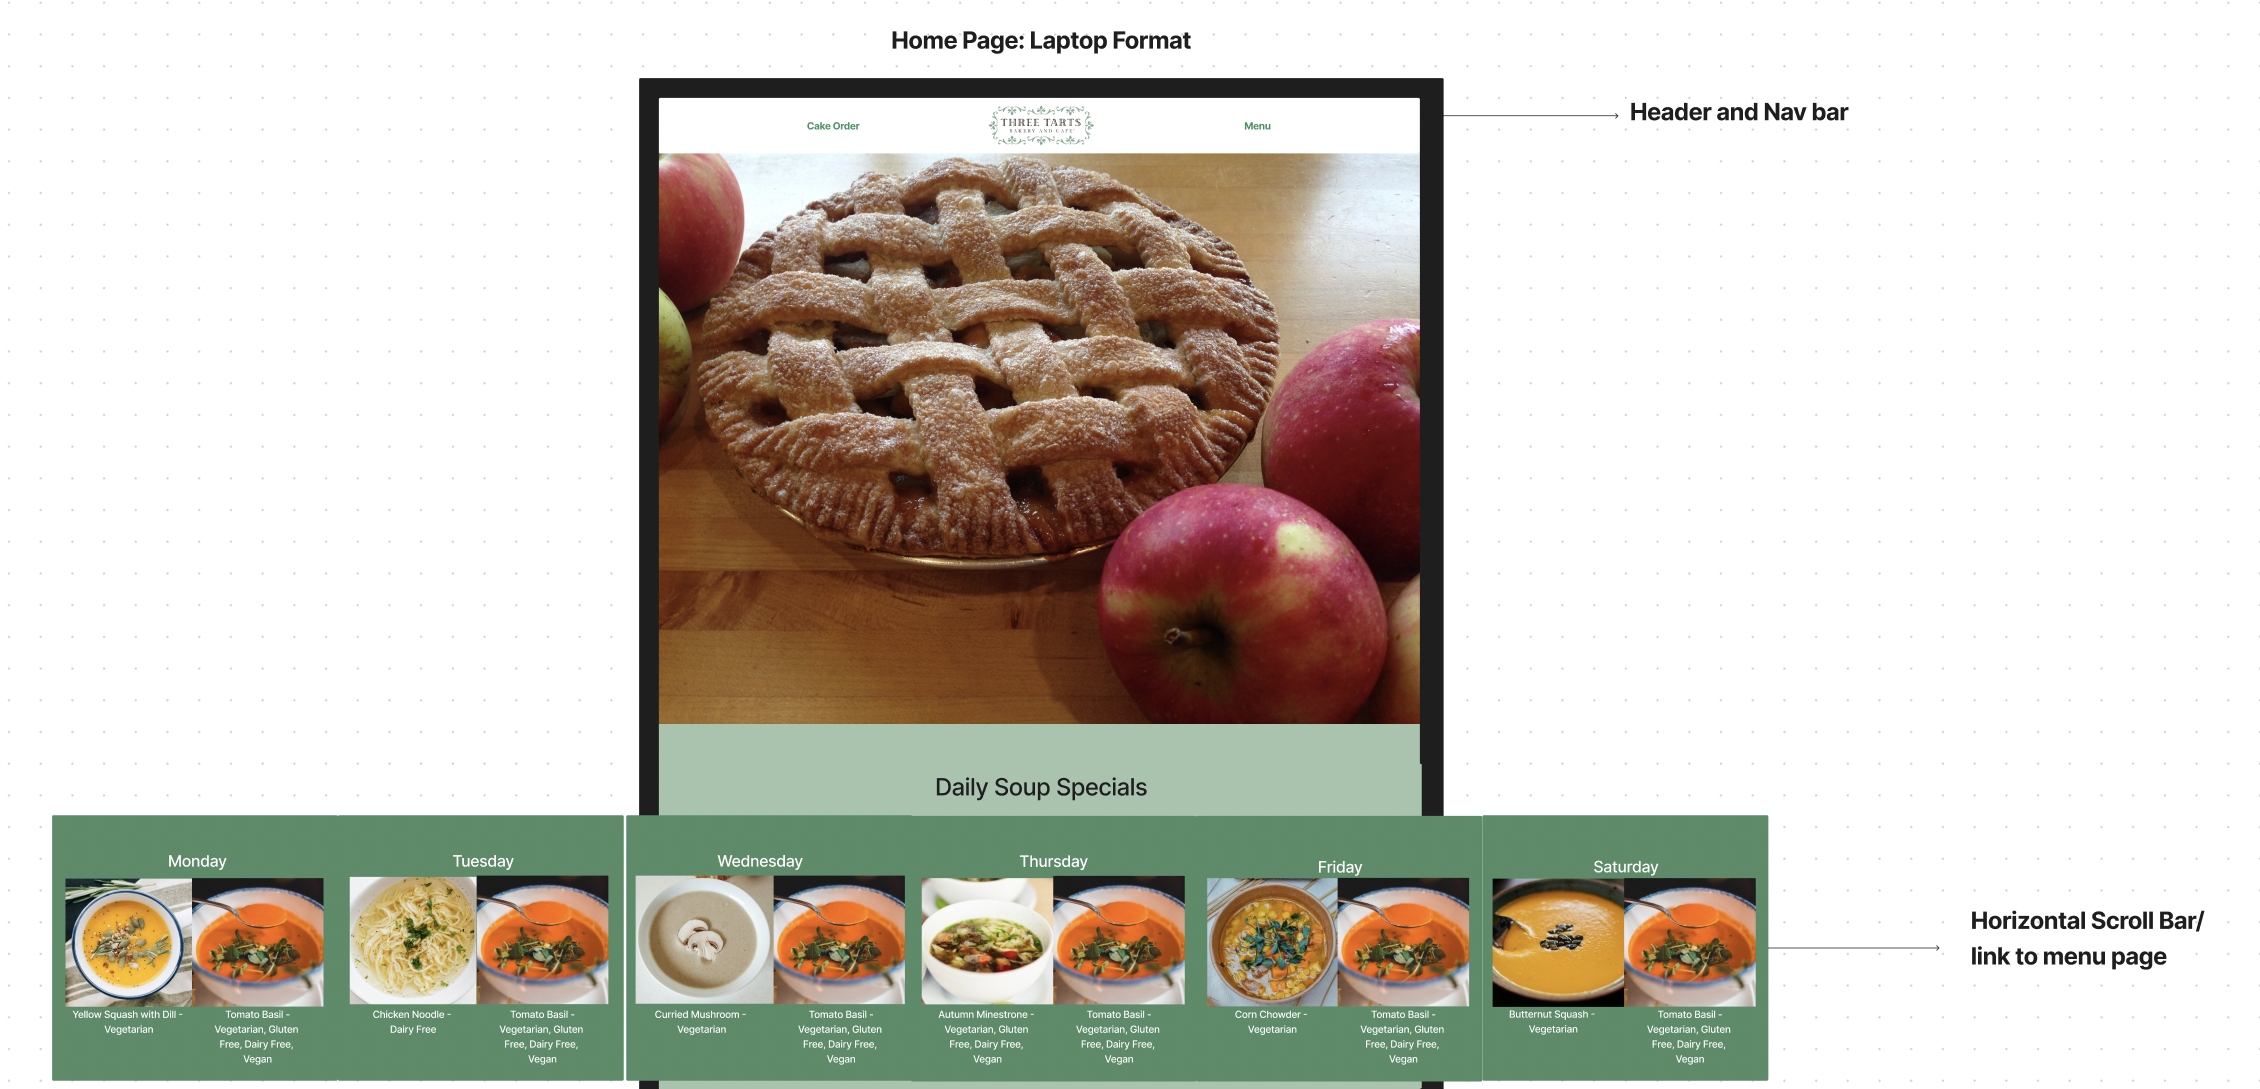 Home Page: Laptop Format
Header and Nav bar
Cake Order
THREE TARTS
BAKERY AND CAFE
Menu
Daily Soup Specials
Monday
Yellow Squash with Dill -
Vegetarian
Tomato Basil -
Vegetarian, Gluten
Free, Dairy Free,
Vegan
Tuesday
Chicken Noodle -
Dairy Free
Tomato Basil -
Vegetarian, Gluten
Free, Dairy Free,
Vegan
Wednesday
Curried Mushroom -
Vegetarian
Tomato Basil -
Vegetarian, Gluten
Free, Dairy Free,
Vegan
Thursday
Autumn Minestrone -
Vegetarian, Gluten
Free, Dairy Free,
Vegan
Tomato Basil -
Vegetarian, Gluten
Free, Dairy Free,
Vegan
Friday
Corn Chowder -
Vegetarian
Tomato Basil -
Vegetarian, Gluten
Free, Dairy Free,
Vegan
Saturday
Butternut Squash -
Vegetarian
Tomato Basil -
Vegetarian, Gluten
Free, Dairy Free,
Vegan
Horizontal Scroll Bar/
link to menu page